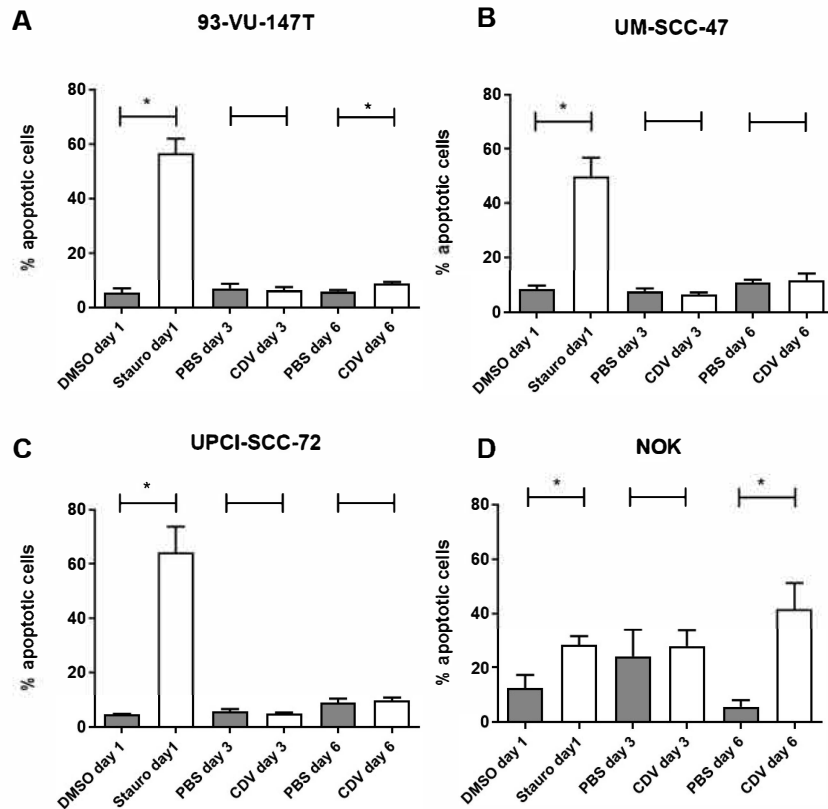 A
93-VU-147T
% apoptotic cells
80
60
40
20
0
*
*
DMSO day 1
Stauro day1
PBS day 3
CDV day 3
PBS day 6
CDV day 6
B
UM-SCC-47
% apoptotic cells
80
60
40
20
0
*
DMSO day 1
Stauro day1
PBS day 3
CDV day 3
PBS day 6
CDV day 6
C
UPCI-SCC-72
% apoptotic cells
80
60
40
20
0
*
DMSO day 1
Stauro day1
PBS day 3
CDV day 3
PBS day 6
CDV day 6
D
NOK
% apoptotic cells
80
60
40
20
0
*
*
DMSO day 1
Stauro day1
PBS day 3
CDV day 3
PBS day 6
CDV day 6